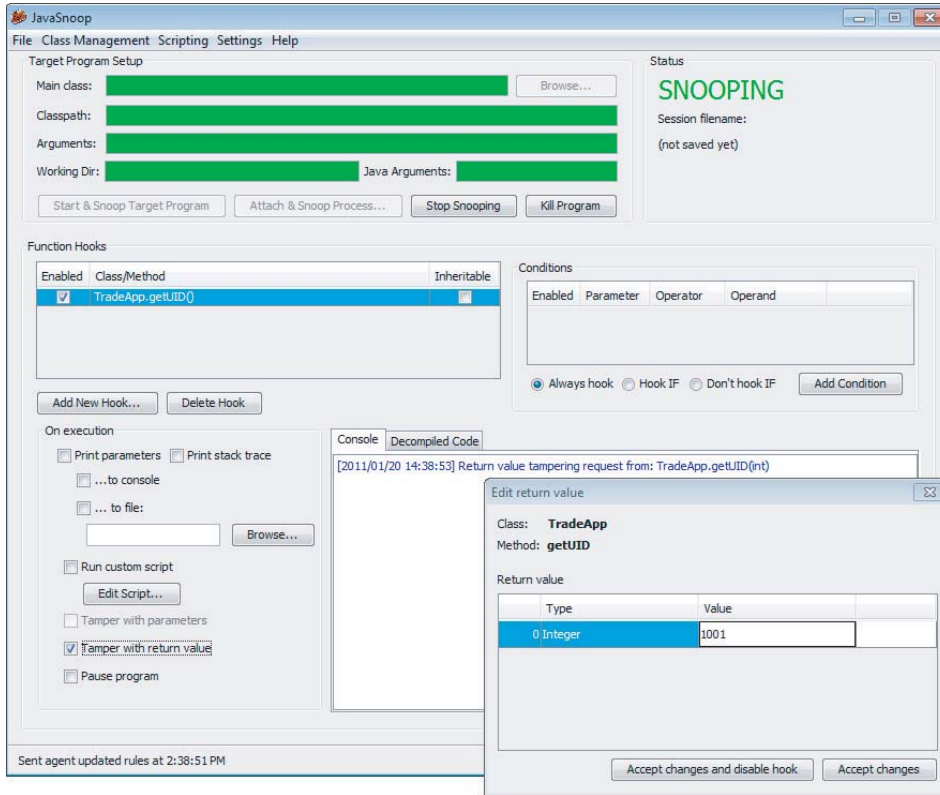 JavaSnoop
File Class Management Scripting Settings Help
Target Program Setup
Main class:
Browse...
Classpath:
Arguments:
Working Dir:
Java Arguments:
Start & Snoop Target Program
Attach & Snoop Process...
Stop Snooping
Kill Program
Status
SNOOPING
Session filename:
(not saved yet)
Function Hooks
Enabled Class/Method Inheritable
TradeApp.getUID()
Add New Hook... Delete Hook
Conditions
Enabled Parameter Operator Operand
Always hook Hook IF Don't hook IF Add Condition
On execution
Print parameters Print stack trace
...to console
... to file:
Browse...
Run custom script
Edit Script...
Tamper with parameters
Tamper with return value
Pause program
Console Decompiled Code
[2011/01/20 14:38:53] Return value tampering request from: TradeApp.getUID(int)
Edit return value
Class: TradeApp
Method: getUID
Return value
Type Value
0 Integer 1001
Accept changes and disable hook Accept changes
Sent agent updated rules at 2:38:51 PM